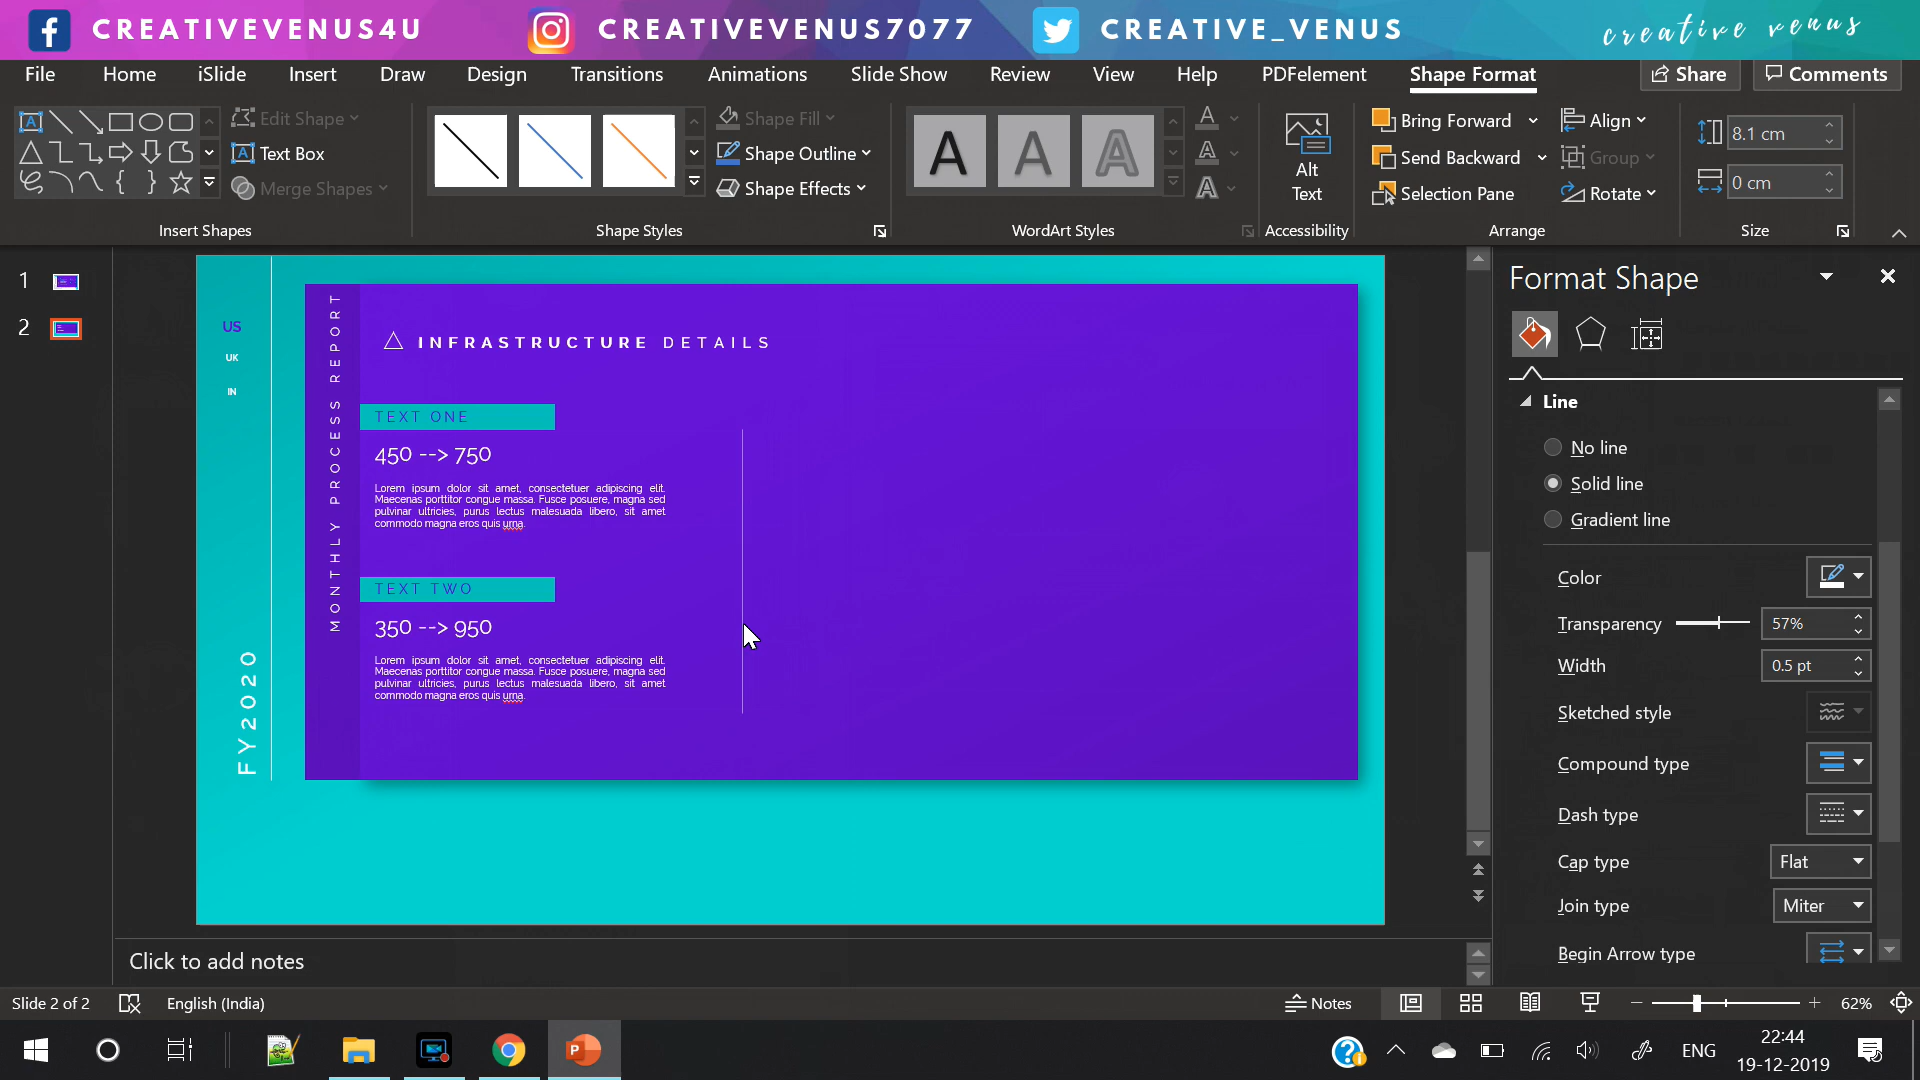 CREATIVEVENUS4U
CREATIVEVENUS7077
CREATIVE_VENUS
creative venus
File Home iSlide Insert Draw Design Transitions Animations Slide Show Review View Help PDFelement Shape Format
Share Comments
Edit Shape
Text Box
Merge Shapes
Insert Shapes
Shape Fill
Shape Outline
Shape Effects
Shape Styles
A A A
A
A
A
WordArt Styles
Alt
Text
Accessibility
Bring Forward
Send Backward
Selection Pane
Align
Group
Rotate
Arrange
8.1 cm
0 cm
Size
1
2
US
UK
IN
FY2020
MONTHLY PROCESS REPORT
INFRASTRUCTURE DETAILS
TEXT ONE
450 --> 750
Lorem ipsum dolor sit amet, consectetuer adipiscing elit.
Maecenas porttitor congue massa. Fusce posuere, magna sed
pulvinar ultricies, purus lectus malesuada libero, sit amet
commodo magna eros quis urna.
TEXT TWO
350 --> 950
Lorem ipsum dolor sit amet, consectetuer adipiscing elit.
Maecenas porttitor congue massa. Fusce posuere, magna sed
pulvinar ultricies, purus lectus malesuada libero, sit amet
commodo magna eros quis urna.
Format Shape
Line
No line
Solid line
Gradient line
Color
Transparency 57%
Width 0.5 pt
Sketched style
Compound type
Dash type
Cap type Flat
Join type Miter
Begin Arrow type
Click to add notes
Slide 2 of 2 English (India) Notes 62%
ENG
22:44
19-12-2019